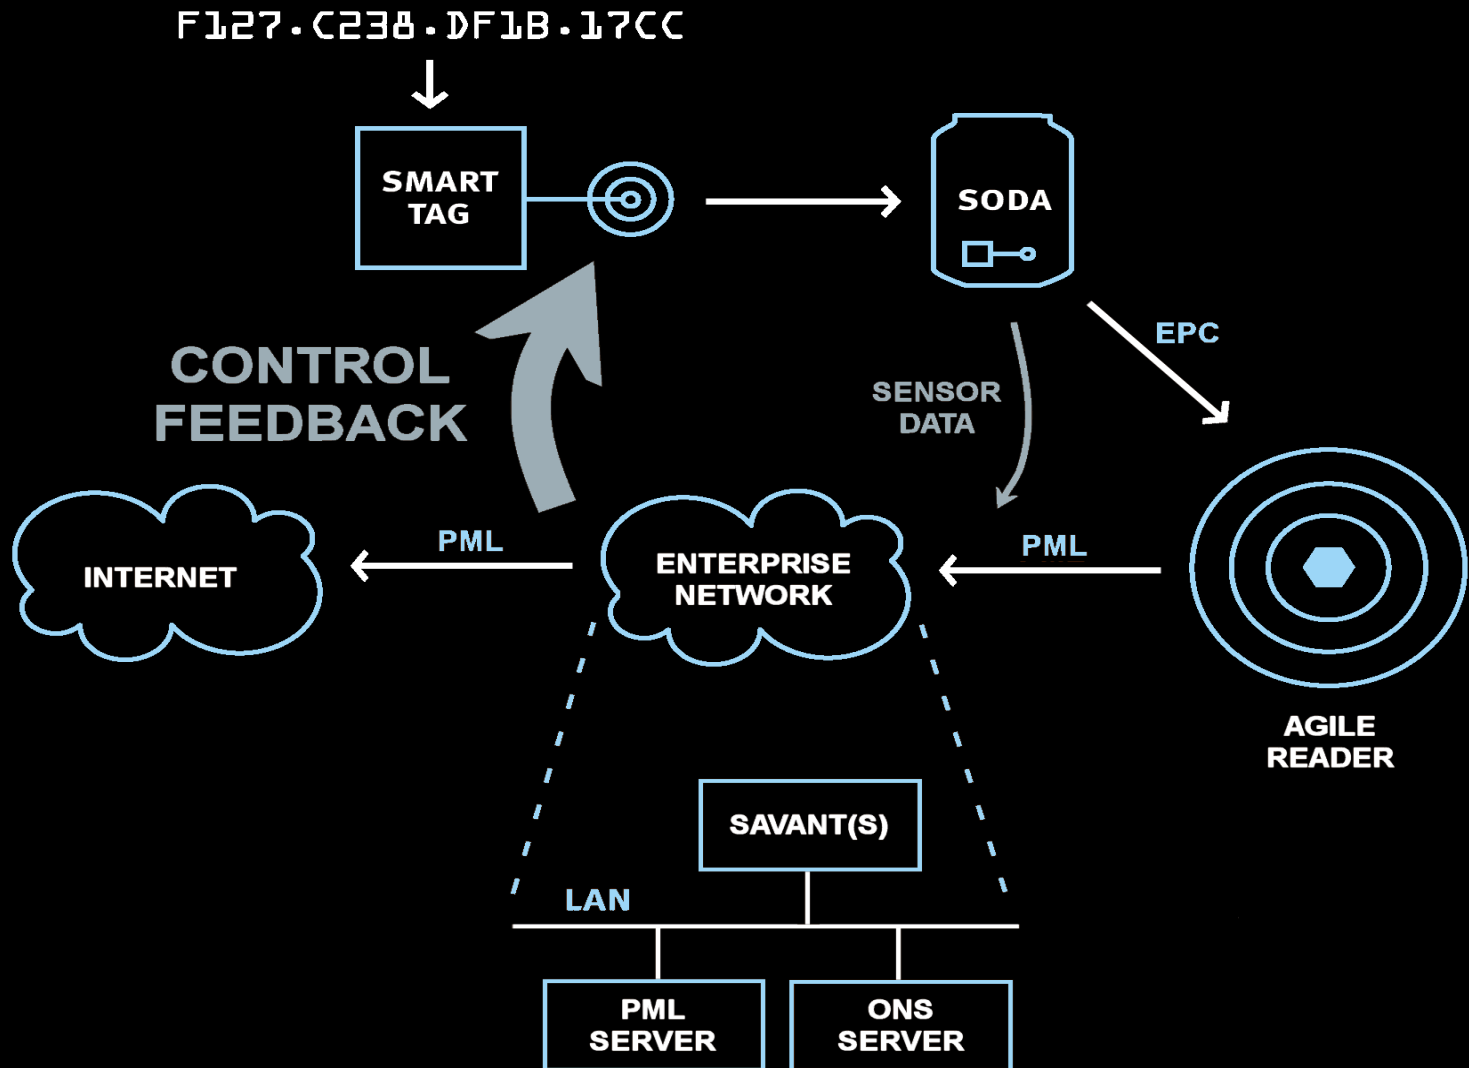 F127.C238.DF1B.17CC
SMART
TAG
SODA
EPC
CONTROL
FEEDBACK
SENSOR
DATA
INTERNET
PML
ENTERPRISE
NETWORK
PML
AGILE
READER
SAVANT(S)
LAN
PML
SERVER
ONS
SERVER